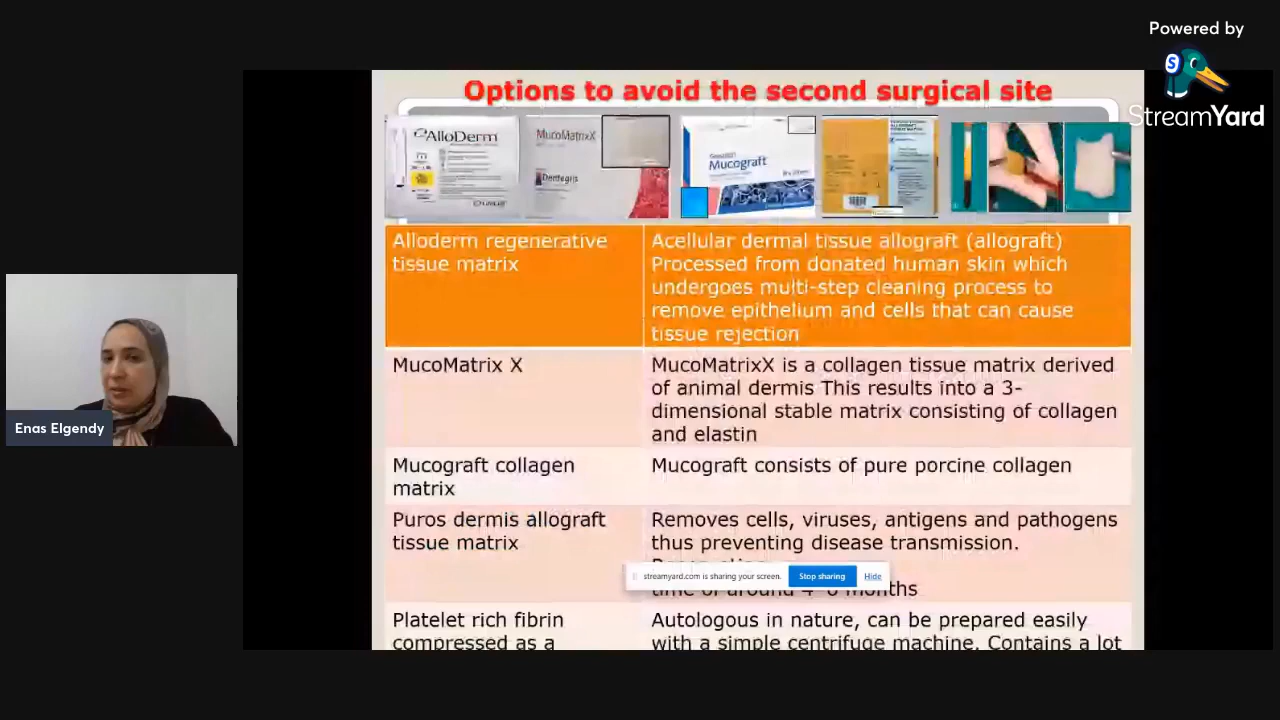 Powered by
StreamYard
Options to avoid the second surgical site
AlloDerm
MucoMatrixX
Dentegris
Mucograft
Alloderm regenerative
tissue matrix
Acellular dermal tissue allograft (allograft)
Processed from donated human skin which
undergoes multi-step cleaning process to
remove epithelium and cells that can cause
tissue rejection
MucoMatrix X
MucoMatrixX is a collagen tissue matrix derived
of animal dermis This results into a 3-
dimensional stable matrix consisting of collagen
and elastin
Mucograft collagen
matrix
Mucograft consists of pure porcine collagen
Puros dermis allograft
tissue matrix
Removes cells, viruses, antigens and pathogens
thus preventing disease transmission.
streamyard.com is sharing your screen.
Stop sharing
Hide
time of around 4-6 months
Platelet rich fibrin
compressed as a
Autologous in nature, can be prepared easily
with a simple centrifuge machine. Contains a lot
Enas Elgendy